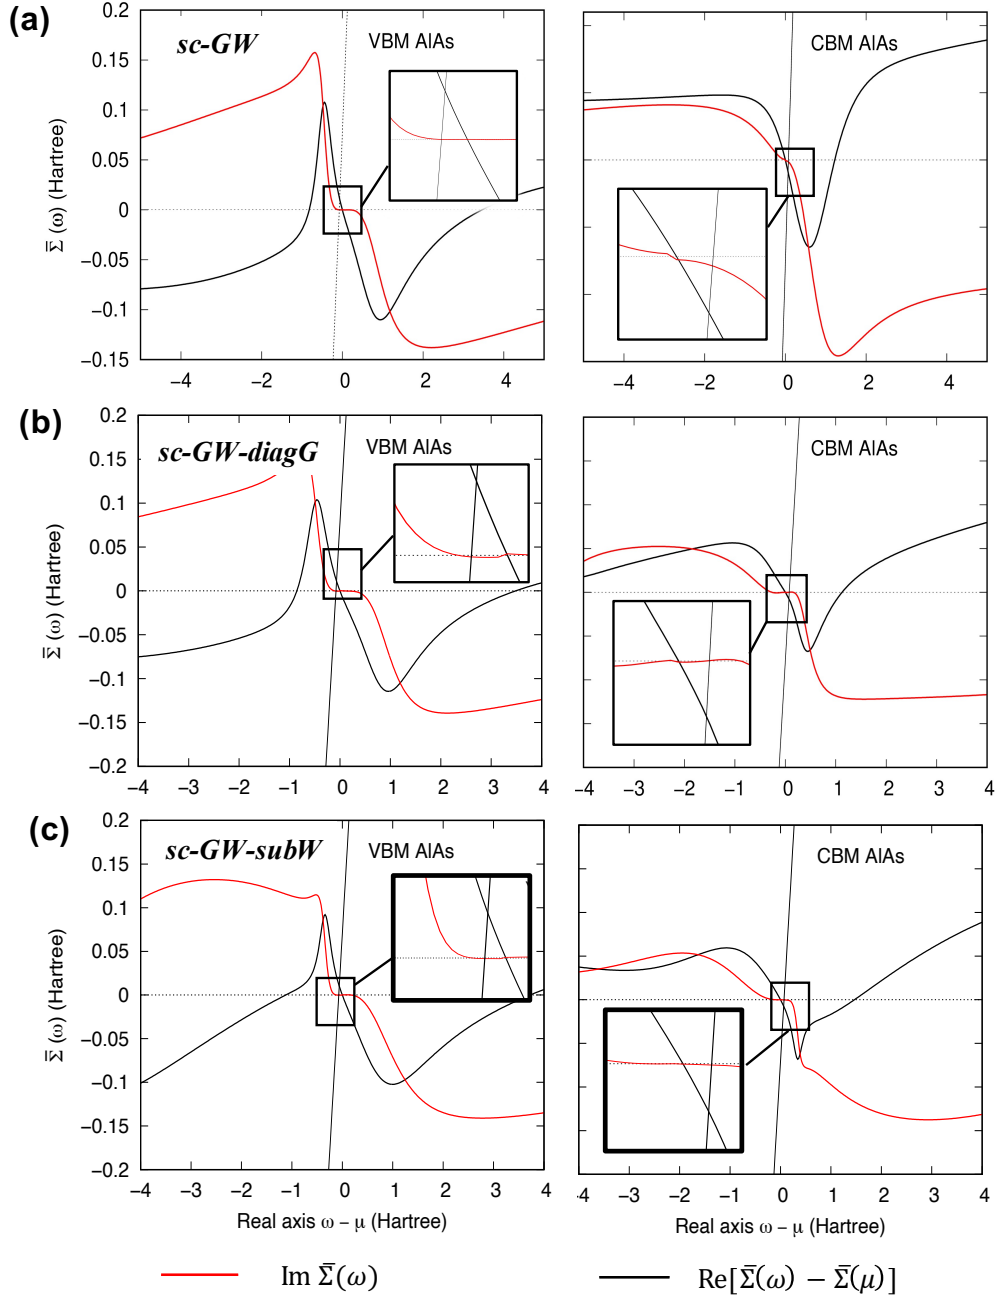 (a)
sc-GW
VBM AlAs
CBM AlAs
0.2
0.15
0.1
0.05
0
−0.05
−0.1
−0.15
Σ̄ (ω) (Hartree)
−4 −2 0 2 4
−4 −2 0 2 4
(b)
sc-GW-diagG
VBM AlAs
CBM AlAs
0.2
0.15
0.1
0.05
0
−0.05
−0.1
−0.15
−0.2
Σ̄ (ω) (Hartree)
−4 −3 −2 −1 0 1 2 3 4
−4 −3 −2 −1 0 1 2 3 4
(c)
sc-GW-subW
VBM AlAs
CBM AlAs
0.2
0.15
0.1
0.05
0
−0.05
−0.1
−0.15
−0.2
Σ̄ (ω) (Hartree)
−4 −3 −2 −1 0 1 2 3 4
-4 −3 −2 −1 0 1 2 3 4
Real axis ω − μ (Hartree)
Real axis ω − μ (Hartree)
Im Σ̄(ω)
Re[Σ̄(ω) − Σ̄(μ)]